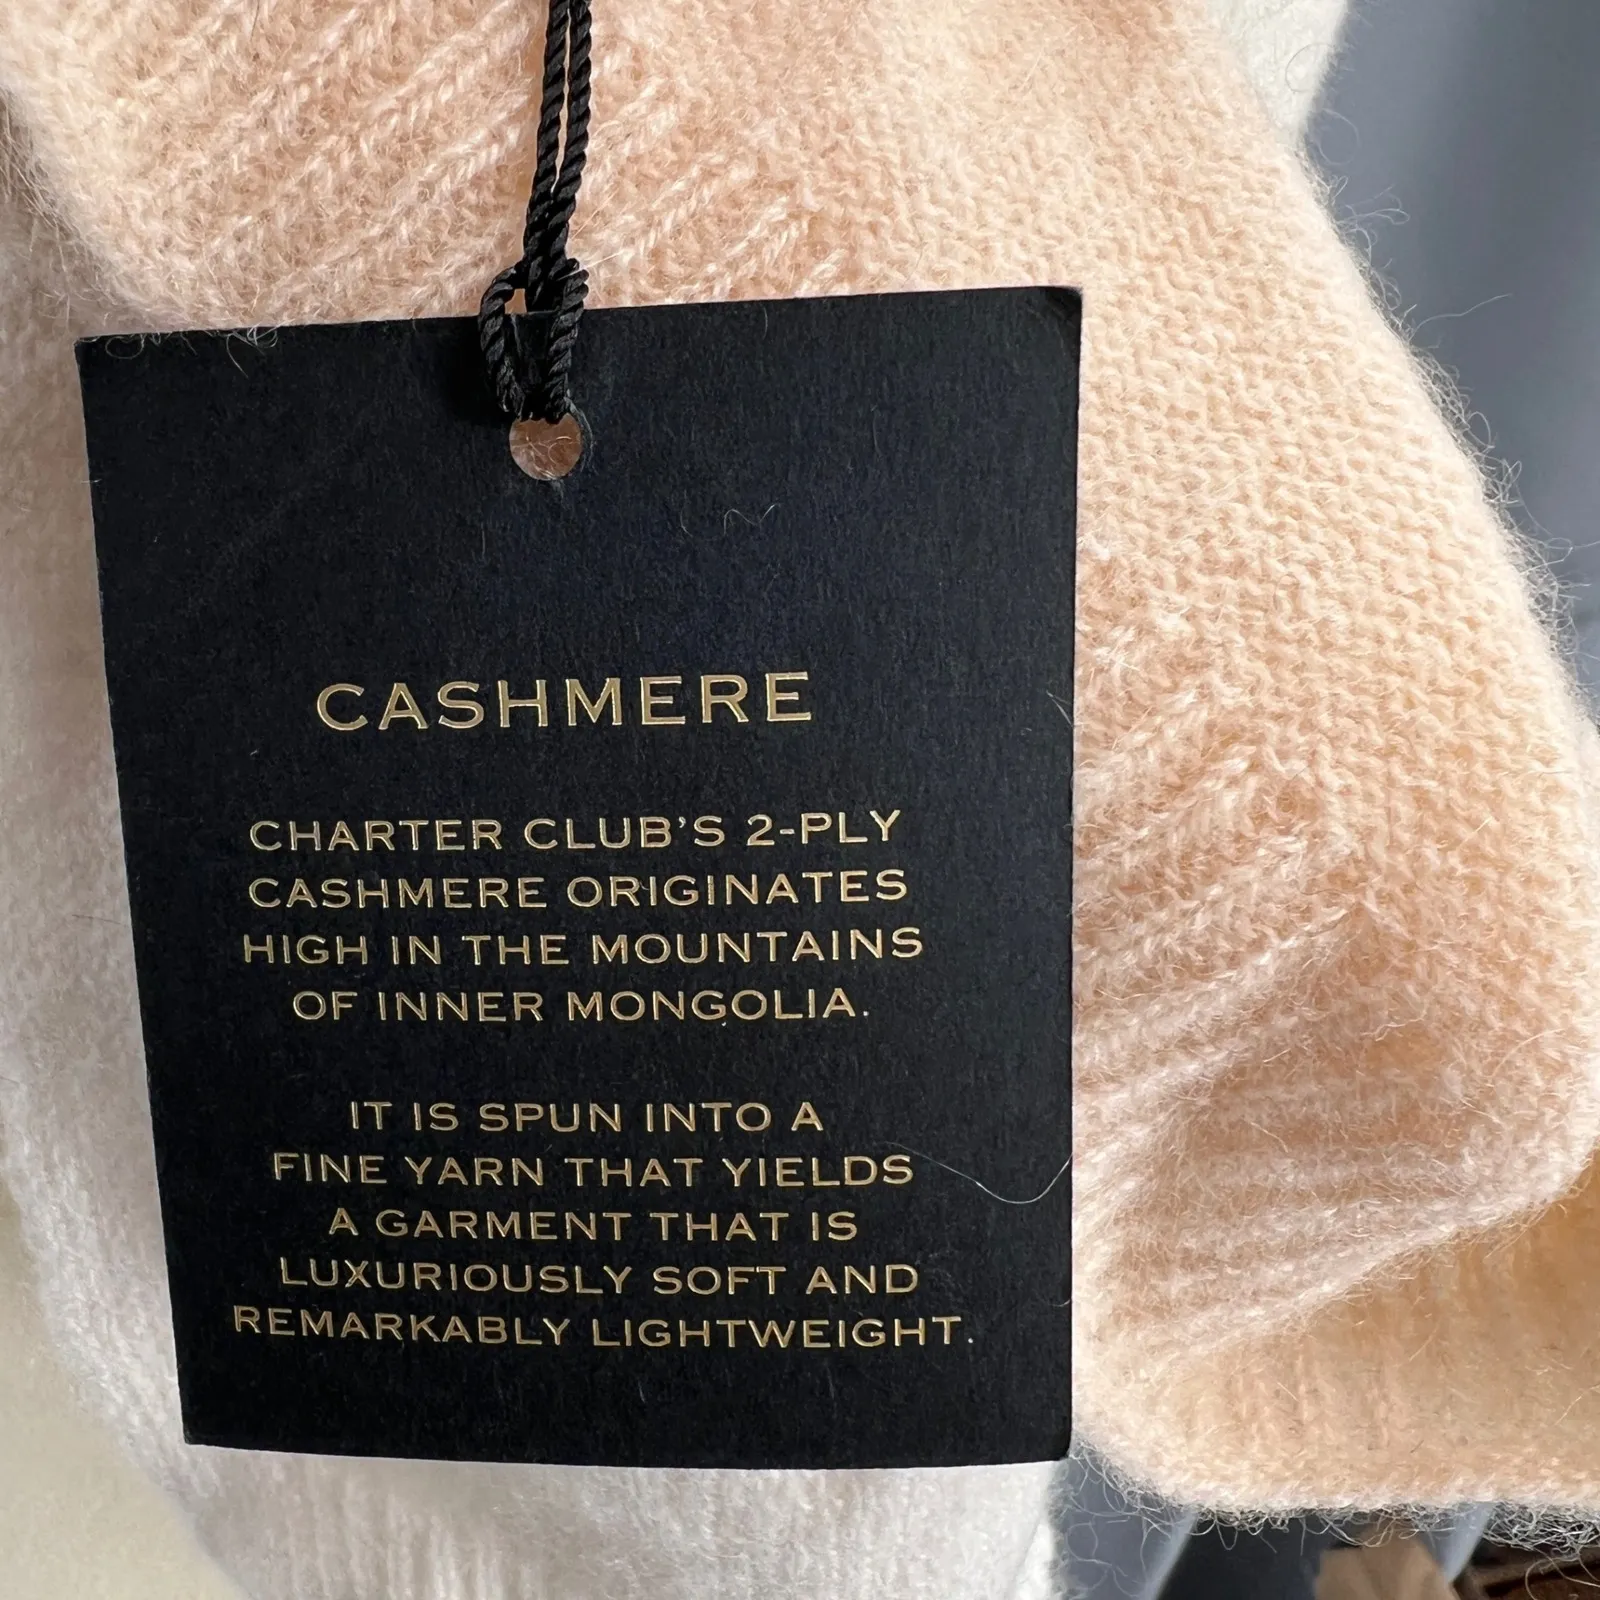 CASHMERE
CHARTER CLUB'S 2-PLY
CASHMERE ORIGINATES
HIGH IN THE MOUNTAINS
OF INNER MONGOLIA.
IT IS SPUN INTO A
FINE YARN THAT YIELDS
A GARMENT THAT IS
LUXURIOUSLY SOFT AND
REMARKABLY LIGHTWEIGHT.